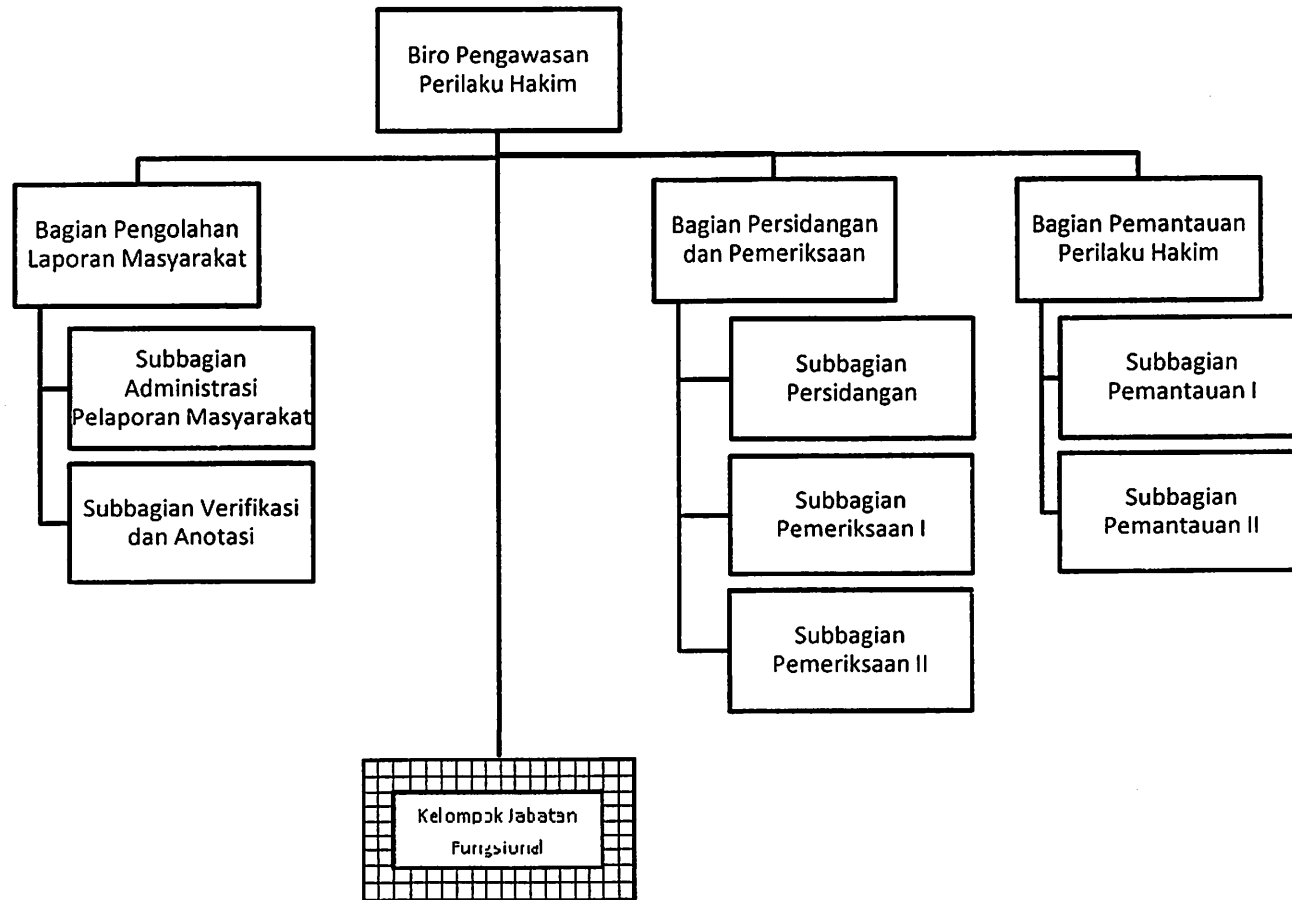 Biro Pengawasan
Perilaku Hakim
Bagian Pengolahan
Laporan Masyarakat
Subbagian
Administrasi
Pelaporan Masyarakat
Subbagian Verifikasi
dan Anotasi
Bagian Persidangan
dan Pemeriksaan
Subbagian
Persidangan
Subbagian
Pemeriksaan I
Subbagian
Pemeriksaan II
Bagian Pemantauan
Perilaku Hakim
Subbagian
Pemantauan I
Subbagian
Pemantauan II
Kelompok Jabatan
Fungsional